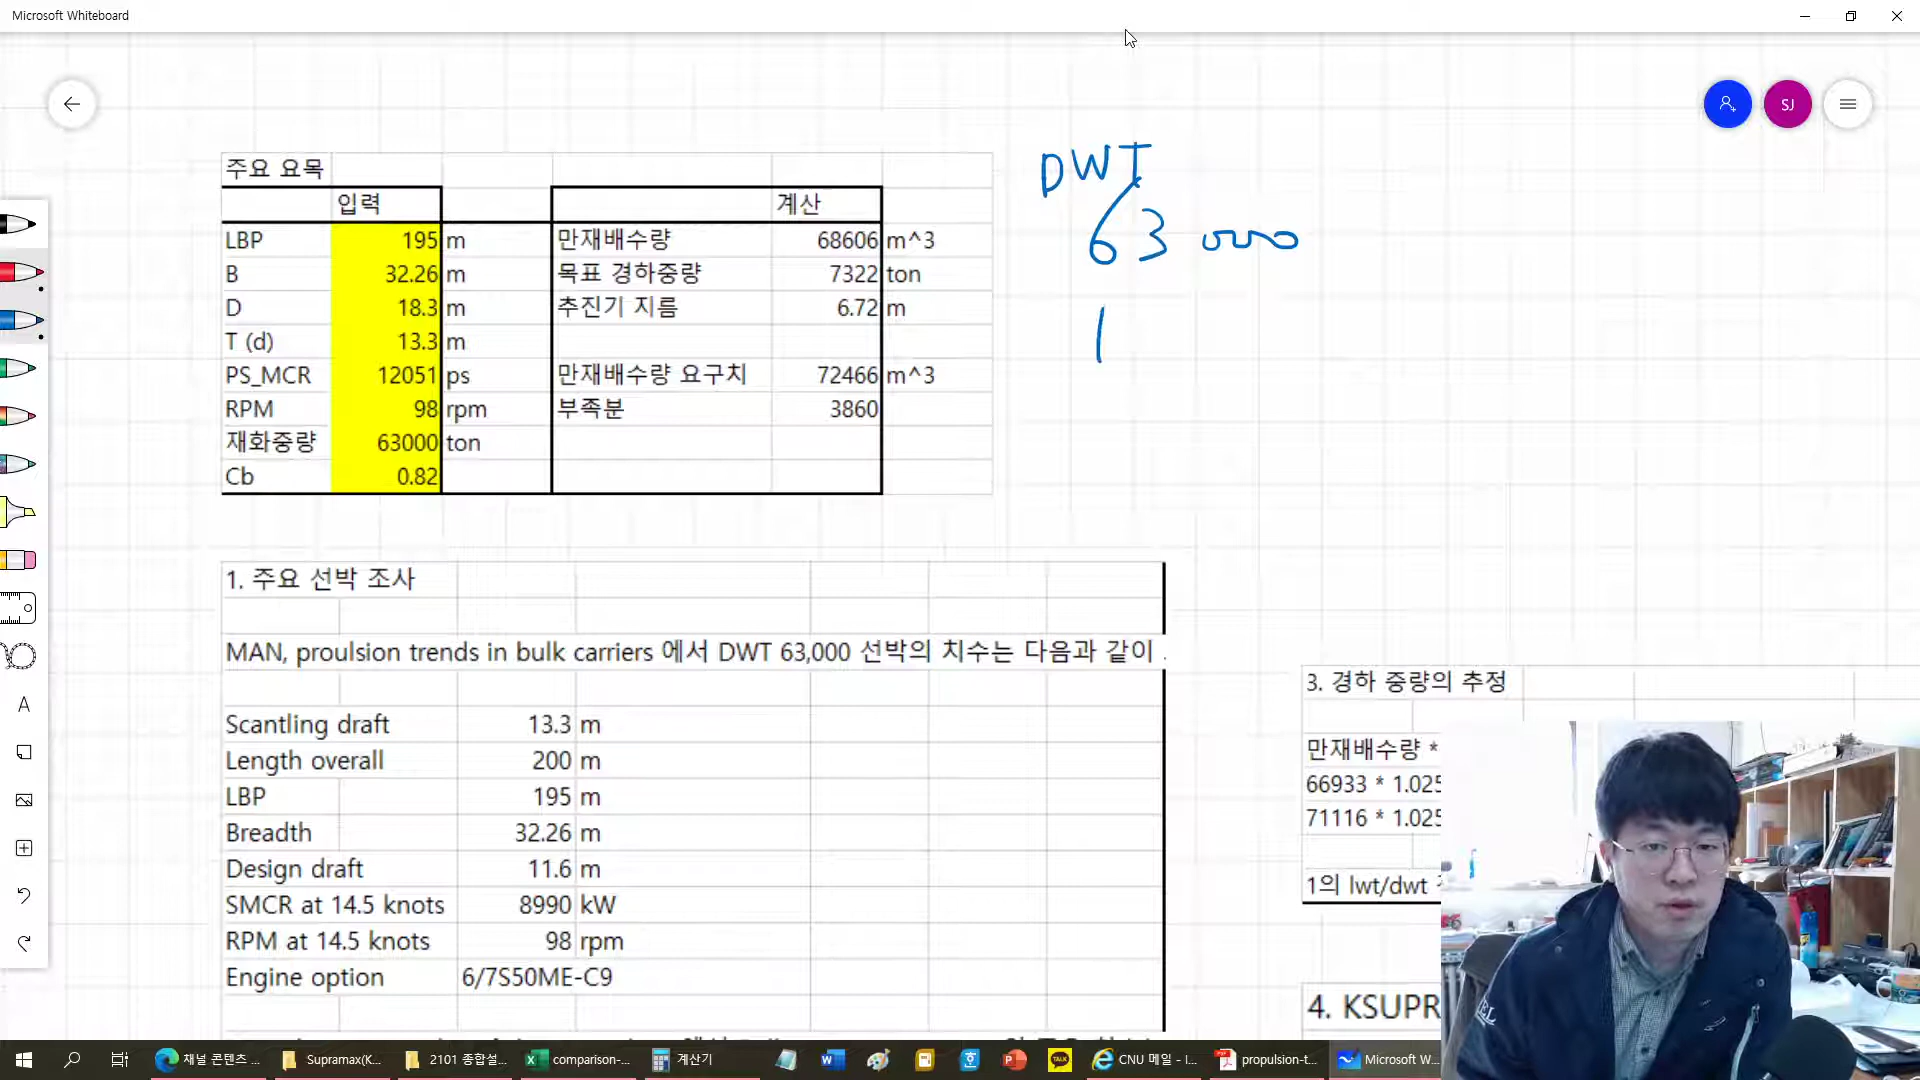 Microsoft Whiteboard
SJ
주요 요목
입력 계산
LBP 195 m 만재배수량 68606 m^3
B 32.26 m 목표 경하중량 7322 ton
D 18.3 m 추진기 지름 6.72 m
T (d) 13.3 m
PS_MCR 12051 ps 만재배수량 요구치 72466 m^3
RPM 98 rpm 부족분 3860
재화중량 63000 ton
Cb 0.82
DWT
63 000
1
1. 주요 선박 조사
MAN, proulsion trends in bulk carriers 에서 DWT 63,000 선박의 치수는 다음과 같이
Scantling draft 13.3 m
Length overall 200 m
LBP 195 m
Breadth 32.26 m
Design draft 11.6 m
SMCR at 14.5 knots 8990 kW
RPM at 14.5 knots 98 rpm
Engine option 6/7S50ME-C9
3. 경하 중량의 추정
만재배수량 *
66933 * 1.025
71116 * 1.025
1의 lwt/dwt
4. KSUPR
A
채널 콘텐츠 ... Supramax(K... 2101 종합설... comparison-... 계산기 CNU 메일 - I... propulsion-t... Microsoft W...